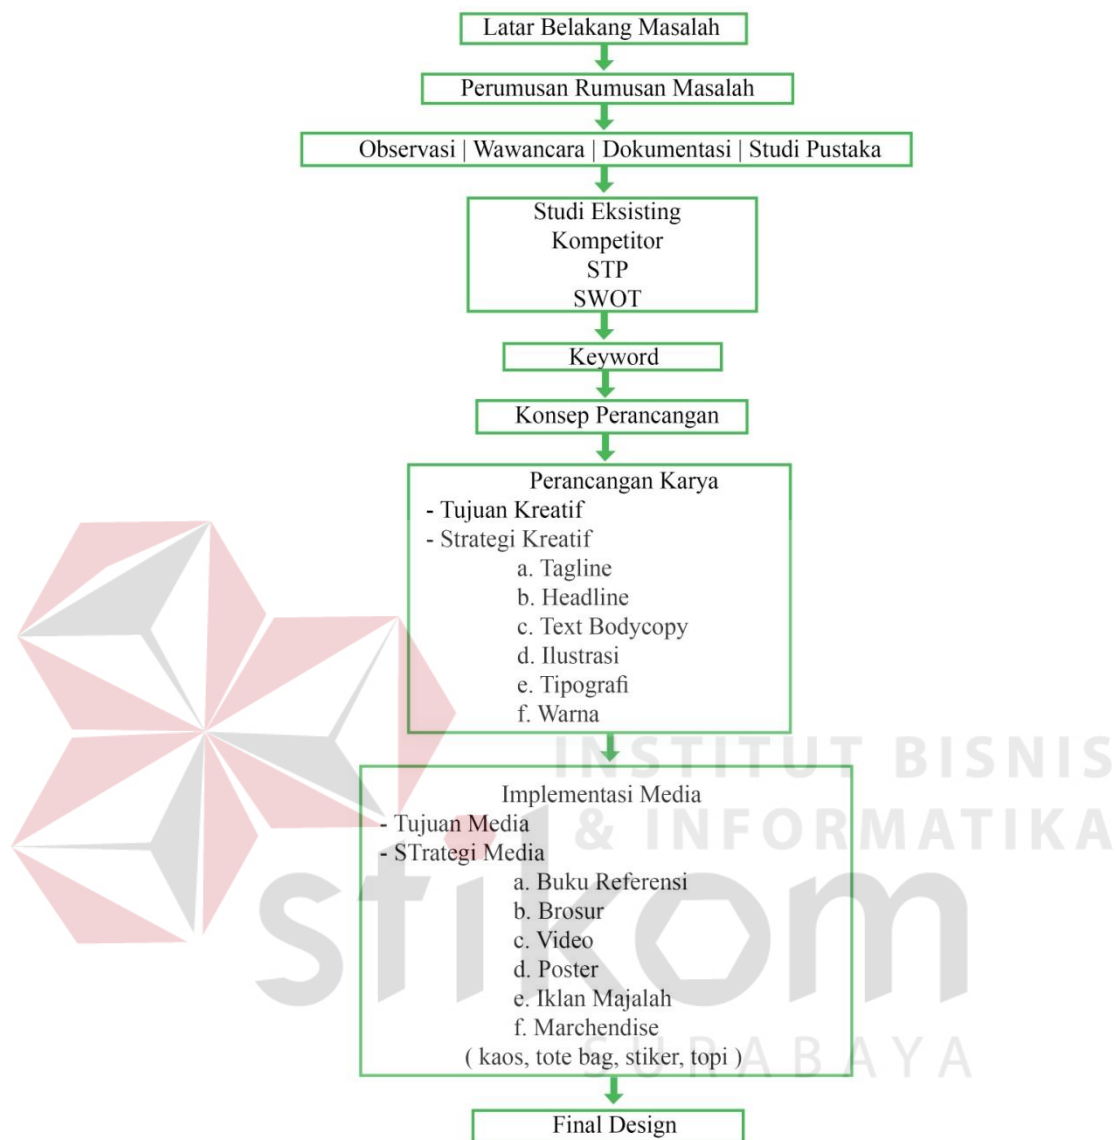 Latar Belakang Masalah
Perumusan Rumusan Masalah
Observasi | Wawancara | Dokumentasi | Studi Pustaka
Studi Eksisting
Kompetitor
STP
SWOT
Keyword
Konsep Perancangan
Perancangan Karya
- Tujuan Kreatif
- Strategi Kreatif
a. Tagline
b. Headline
c. Text Bodycopy
d. Ilustrasi
e. Tipografi
f. Warna
Implementasi Media
- Tujuan Media
- STrategi Media
a. Buku Referensi
b. Brosur
c. Video
d. Poster
e. Iklan Majalah
f. Marchendise
( kaos, tote bag, stiker, topi )
Final Design
INSTITUT BISNIS
& INFORMATIKA
stikom
SURABAYA